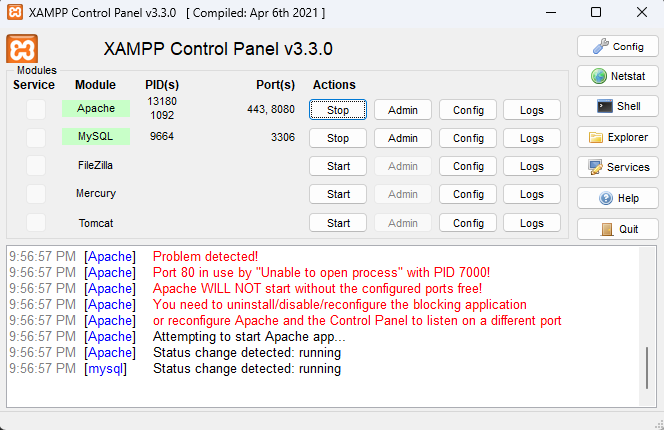 XAMPP Control Panel v3.3.0 [ Compiled: Apr 6th 2021 ]
XAMPP Control Panel v3.3.0
Config
Modules
Service Module PID(s) Port(s) Actions
Netstat
Apache 13180 1092 443, 8080 Stop Admin Config Logs
Shell
MySQL 9664 3306 Stop Admin Config Logs
Explorer
FileZilla Start Admin Config Logs
Services
Mercury Start Admin Config Logs
Help
Tomcat Start Admin Config Logs
Quit
9:56:57 PM [Apache] Problem detected!
9:56:57 PM [Apache] Port 80 in use by "Unable to open process" with PID 7000!
9:56:57 PM [Apache] Apache WILL NOT start without the configured ports free!
9:56:57 PM [Apache] You need to uninstall/disable/reconfigure the blocking application
9:56:57 PM [Apache] or reconfigure Apache and the Control Panel to listen on a different port
9:56:57 PM [Apache] Attempting to start Apache app...
9:56:57 PM [Apache] Status change detected: running
9:56:57 PM [mysql] Status change detected: running